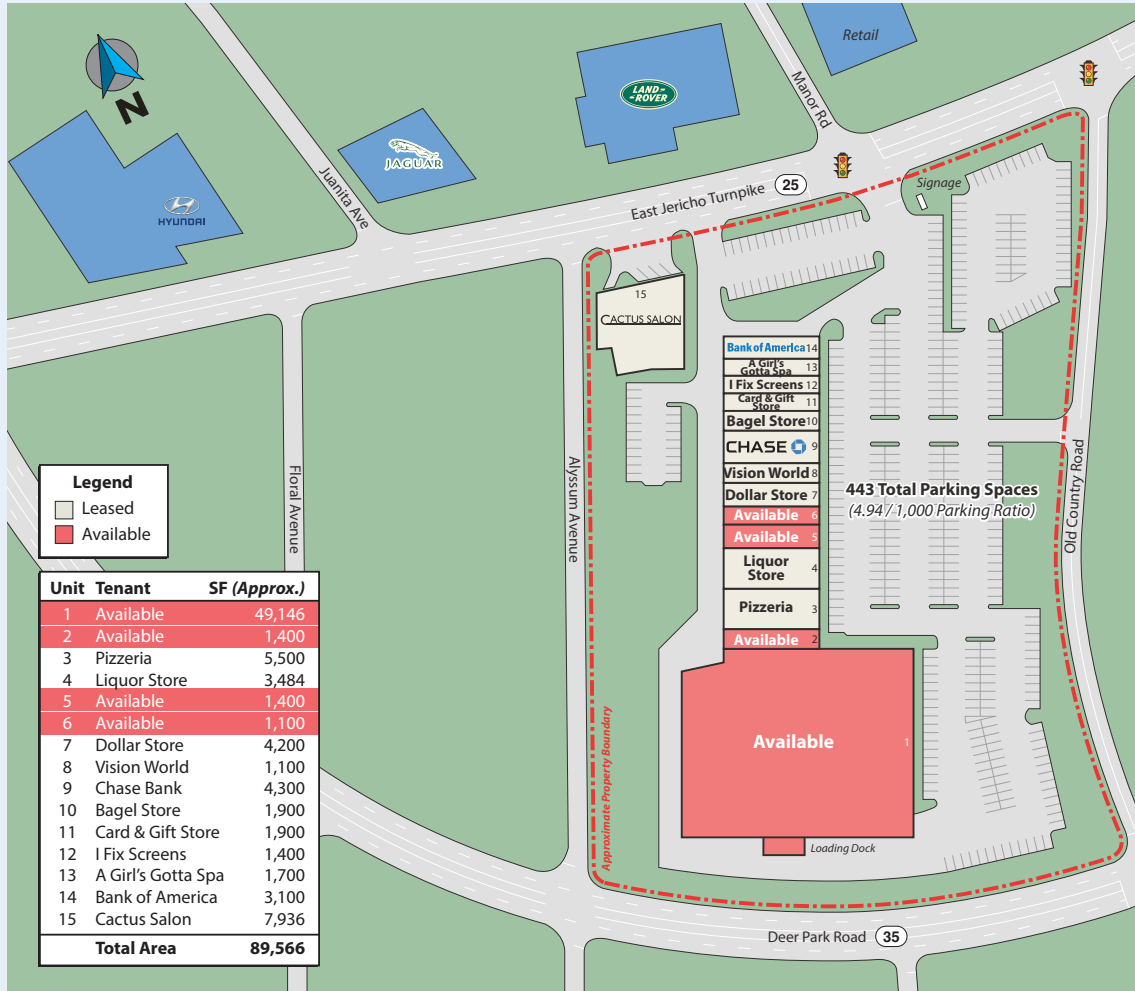 Retail
LAND-
-ROVER
Manor Rd
N
JAGUAR
HYUNDAI
Juanita Ave
East Jericho Turnpike 25
Signage
15
CACTUS SALON
Bank of America 14
A Girl's
Gotta Spa 13
I Fix Screens 12
Card & Gift
Store 11
Bagel Store 10
CHASE 9
Vision World 8
Dollar Store 7
Available 6
Available 5
Liquor
Store 4
Pizzeria 3
Available 2
Available 1
Loading Dock
443 Total Parking Spaces
(4.94 / 1,000 Parking Ratio)
Old Country Road
Alyssum Avenue
Floral Avenue
Approximate Property Boundary
Deer Park Road 35
Legend
Leased
Available
Unit Tenant SF (Approx.)
1 Available 49,146
2 Available 1,400
3 Pizzeria 5,500
4 Liquor Store 3,484
5 Available 1,400
6 Available 1,100
7 Dollar Store 4,200
8 Vision World 1,100
9 Chase Bank 4,300
10 Bagel Store 1,900
11 Card & Gift Store 1,900
12 I Fix Screens 1,400
13 A Girl's Gotta Spa 1,700
14 Bank of America 3,100
15 Cactus Salon 7,936
Total Area 89,566